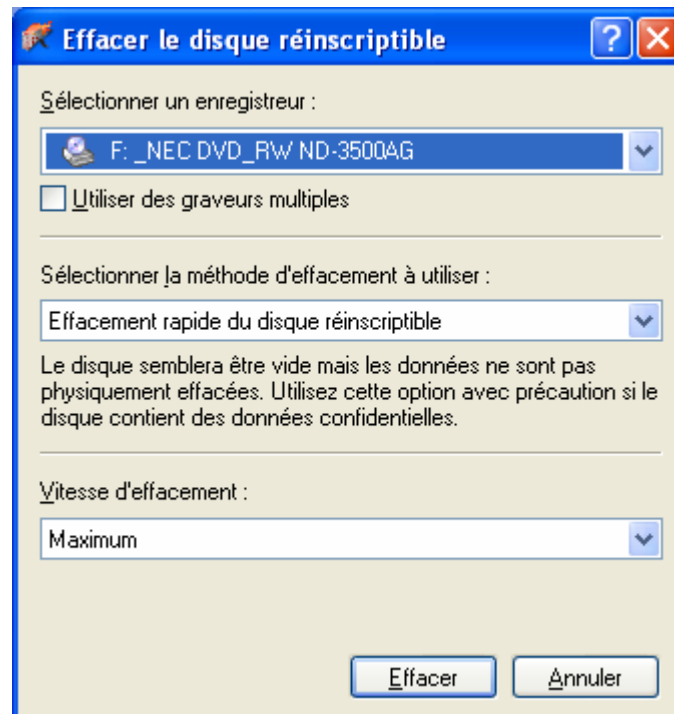 Effacer le disque réinscriptible
Sélectionner un enregistreur :
F: _NEC DVD_RW ND-3500AG
Utiliser des graveurs multiples
Sélectionner la méthode d'effacement à utiliser :
Effacement rapide du disque réinscriptible
Le disque semblera être vide mais les données ne sont pas
physiquement effacées. Utilisez cette option avec précaution si le
disque contient des données confidentielles.
Vitesse d'effacement :
Maximum
Effacer
Annuler